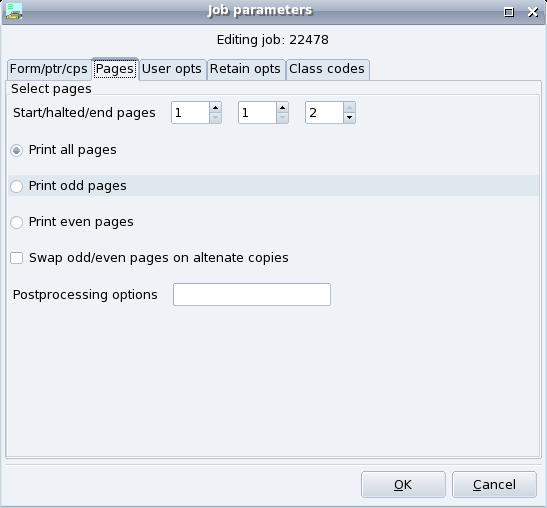 Job parameters
Editing job: 22478
Form/ptr/cps Pages User opts Retain opts Class codes
Select pages
Start/halted/end pages 1 1 2
Print all pages
Print odd pages
Print even pages
Swap odd/even pages on altenate copies
Postprocessing options
OK Cancel